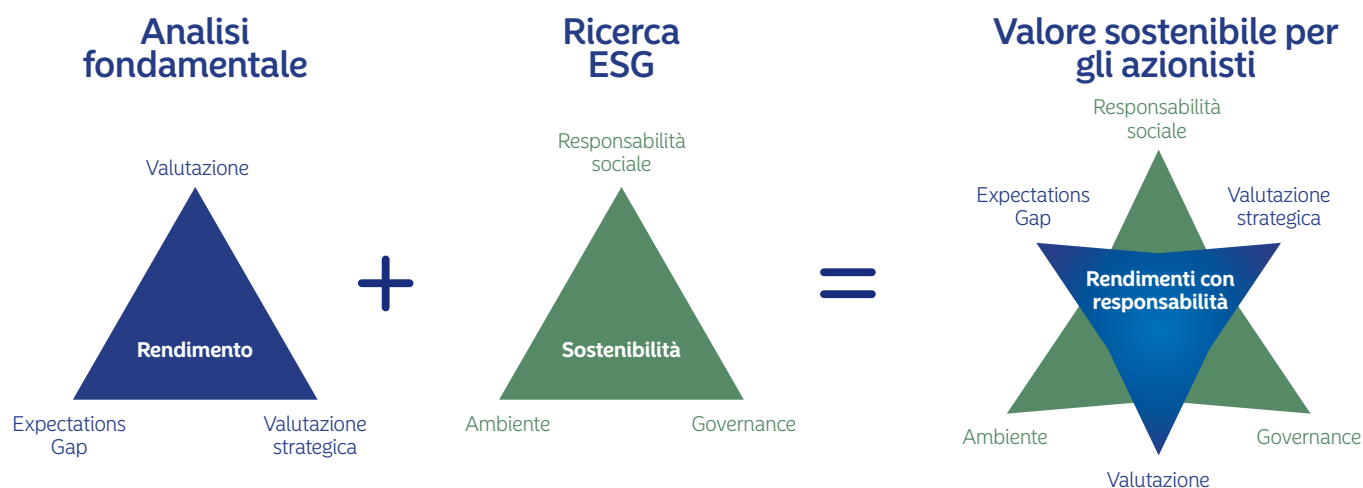 Analisi
fondamentale
Valutazione
Rendimento
Expectations
Gap
Valutazione
strategica
+
Ricerca
ESG
Responsabilità
sociale
Sostenibilità
Ambiente
Governance
=
Valore sostenibile per
gli azionisti
Responsabilità
sociale
Expectations
Gap
Valutazione
strategica
Rendimenti con
responsabilità
Ambiente
Governance
Valutazione